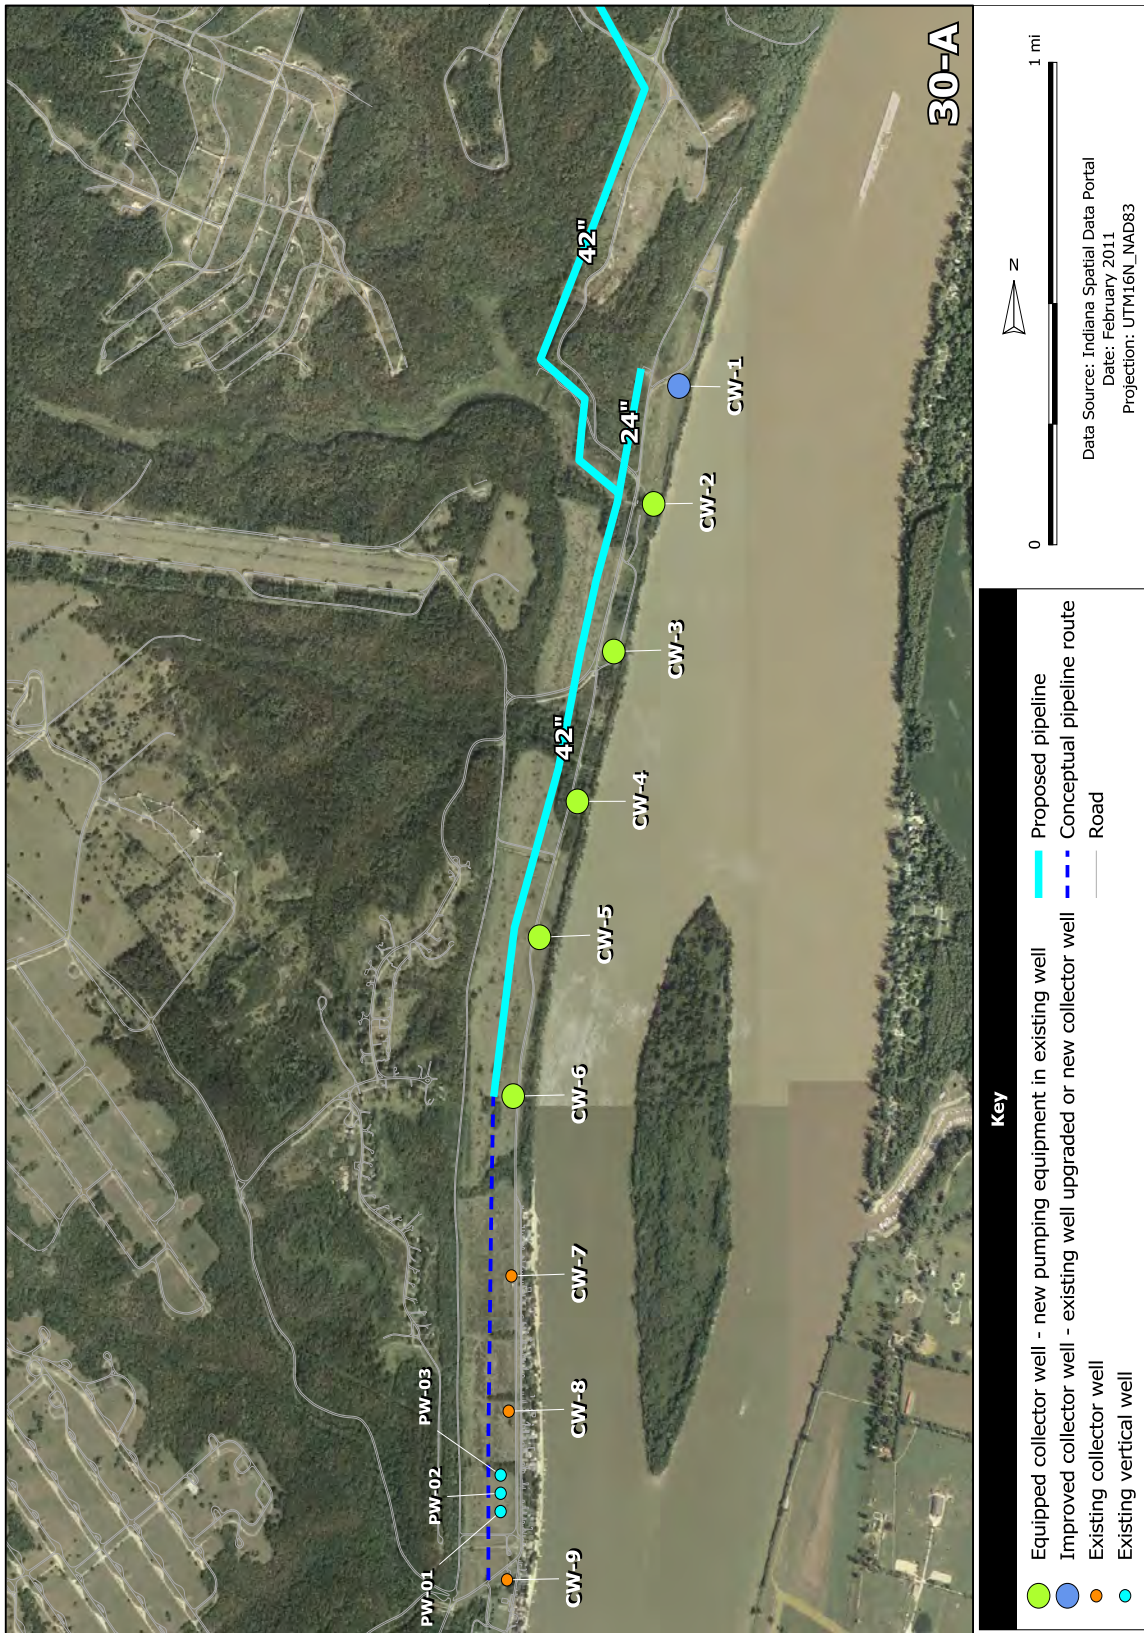 30-A
42"
24"
42"
CW-1
CW-2
CW-3
CW-4
CW-5
CW-6
CW-7
CW-8
CW-9
PW-03
PW-02
PW-01
Key
Equipped collector well - new pumping equipment in existing well
Improved collector well - existing well upgraded or new collector well
Existing collector well
Existing vertical well
Proposed pipeline
Conceptual pipeline route
Road
0
1 mi
N
Data Source: Indiana Spatial Data Portal
Date: February 2011
Projection: UTM16N_NAD83